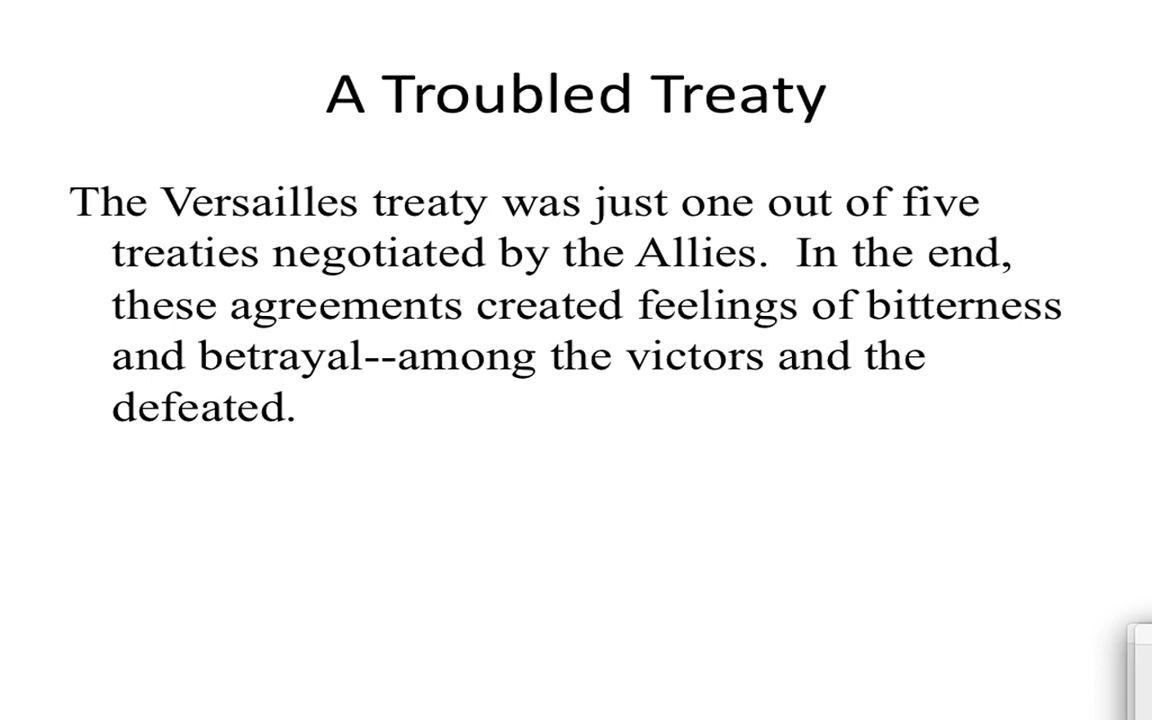 A Troubled Treaty
The Versailles treaty was just one out of five
treaties negotiated by the Allies.  In the end,
these agreements created feelings of bitterness
and betrayal--among the victors and the
defeated.